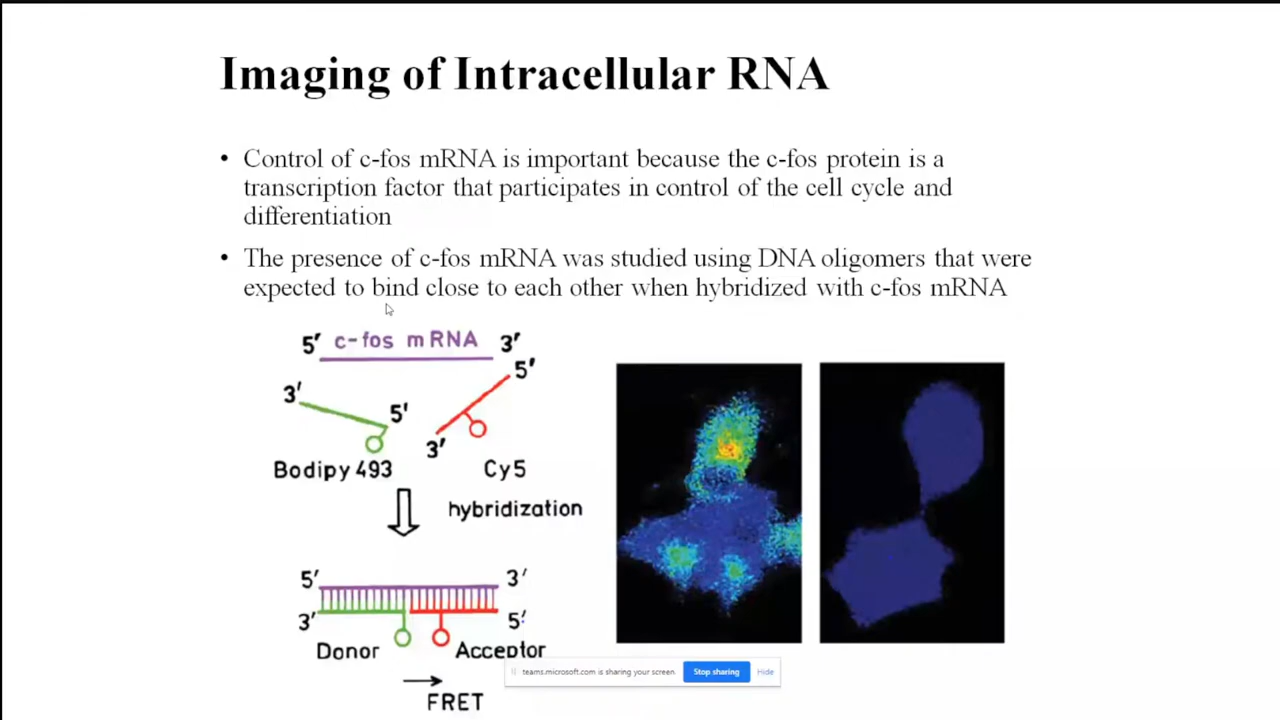 Imaging of Intracellular RNA
• Control of c-fos mRNA is important because the c-fos protein is a
transcription factor that participates in control of the cell cycle and
differentiation
• The presence of c-fos mRNA was studied using DNA oligomers that were
expected to bind close to each other when hybridized with c-fos mRNA
5' c-fos mRNA 3'
5'
3'
5'
3'
Bodipy 493 Cy5
hybridization
5' 3'
3' 5'
Donor Acceptor
teams.microsoft.com is sharing your screen. Stop sharing Hide
FRET